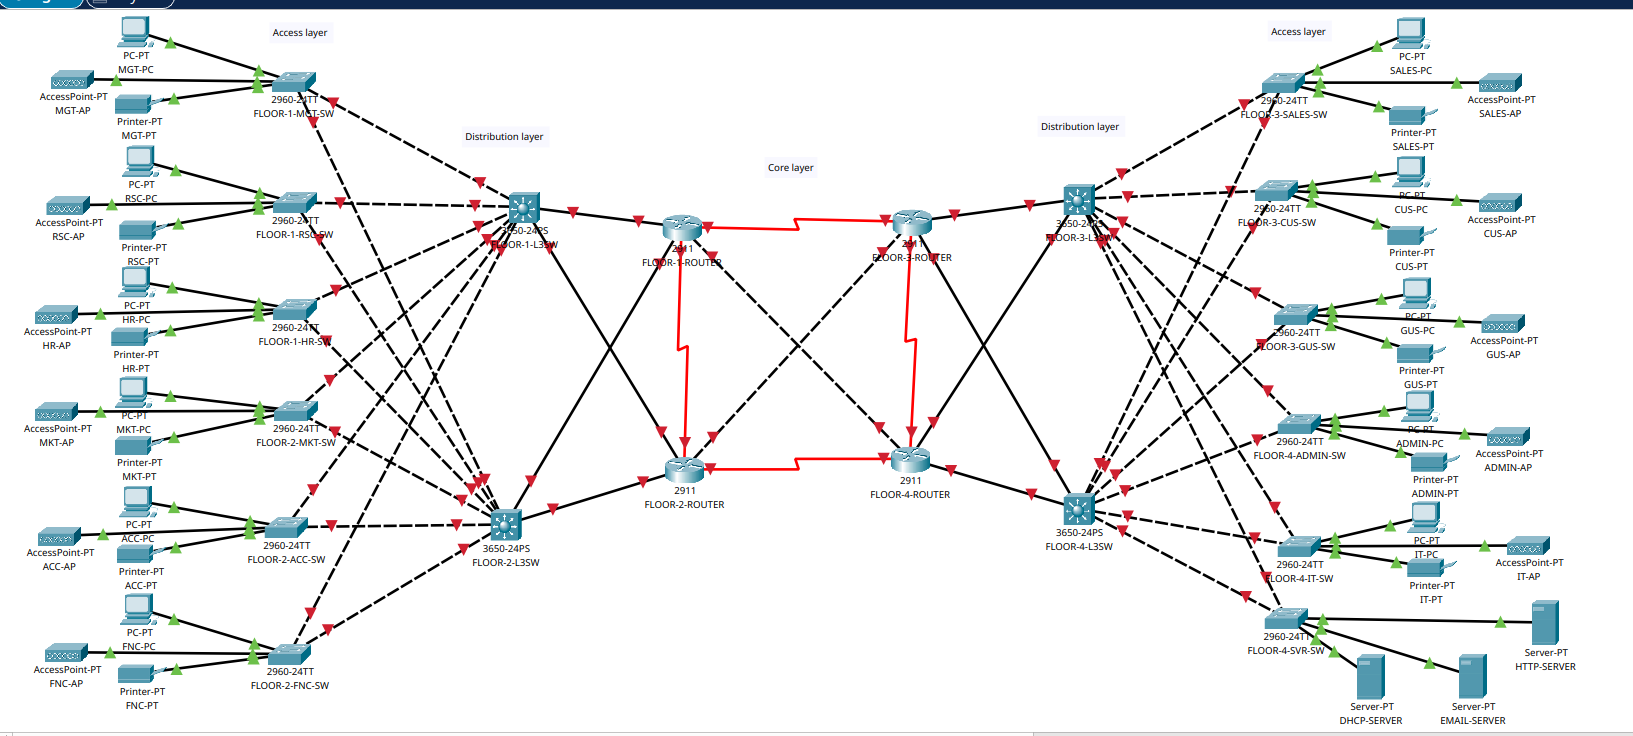 Access layer
Distribution layer
Core layer
Distribution layer
Access layer
PC-PT
MGT-PC
AccessPoint-PT
MGT-AP
Printer-PT
MGT-PT
2960-24TT
FLOOR-1-MGT-SW
PC-PT
RSC-PC
AccessPoint-PT
RSC-AP
Printer-PT
RSC-PT
2960-24TT
FLOOR-1-RSC-SW
PC-PT
HR-PC
AccessPoint-PT
HR-AP
Printer-PT
HR-PT
2960-24TT
FLOOR-1-HR-SW
PC-PT
MKT-PC
AccessPoint-PT
MKT-AP
Printer-PT
MKT-PT
2960-24TT
FLOOR-2-MKT-SW
PC-PT
ACC-PC
AccessPoint-PT
ACC-AP
Printer-PT
ACC-PT
2960-24TT
FLOOR-2-ACC-SW
PC-PT
FNC-PC
AccessPoint-PT
FNC-AP
Printer-PT
FNC-PT
2960-24TT
FLOOR-2-FNC-SW
3650-24PS
FLOOR-1-L3SW
3650-24PS
FLOOR-2-L3SW
2911
FLOOR-1-ROUTER
2911
FLOOR-2-ROUTER
2911
FLOOR-3-ROUTER
2911
FLOOR-4-ROUTER
3650-24PS
FLOOR-3-L3SW
3650-24PS
FLOOR-4-L3SW
PC-PT
SALES-PC
2960-24TT
FLOOR-3-SALES-SW
AccessPoint-PT
SALES-AP
Printer-PT
SALES-PT
PC-PT
CUS-PC
2960-24TT
FLOOR-3-CUS-SW
AccessPoint-PT
CUS-AP
Printer-PT
CUS-PT
PC-PT
GUS-PC
2960-24TT
FLOOR-3-GUS-SW
AccessPoint-PT
GUS-AP
Printer-PT
GUS-PT
PC-PT
ADMIN-PC
2960-24TT
FLOOR-4-ADMIN-SW
AccessPoint-PT
ADMIN-AP
Printer-PT
ADMIN-PT
PC-PT
IT-PC
2960-24TT
FLOOR-4-IT-SW
AccessPoint-PT
IT-AP
Printer-PT
IT-PT
2960-24TT
FLOOR-4-SVR-SW
Server-PT
HTTP-SERVER
Server-PT
DHCP-SERVER
Server-PT
EMAIL-SERVER